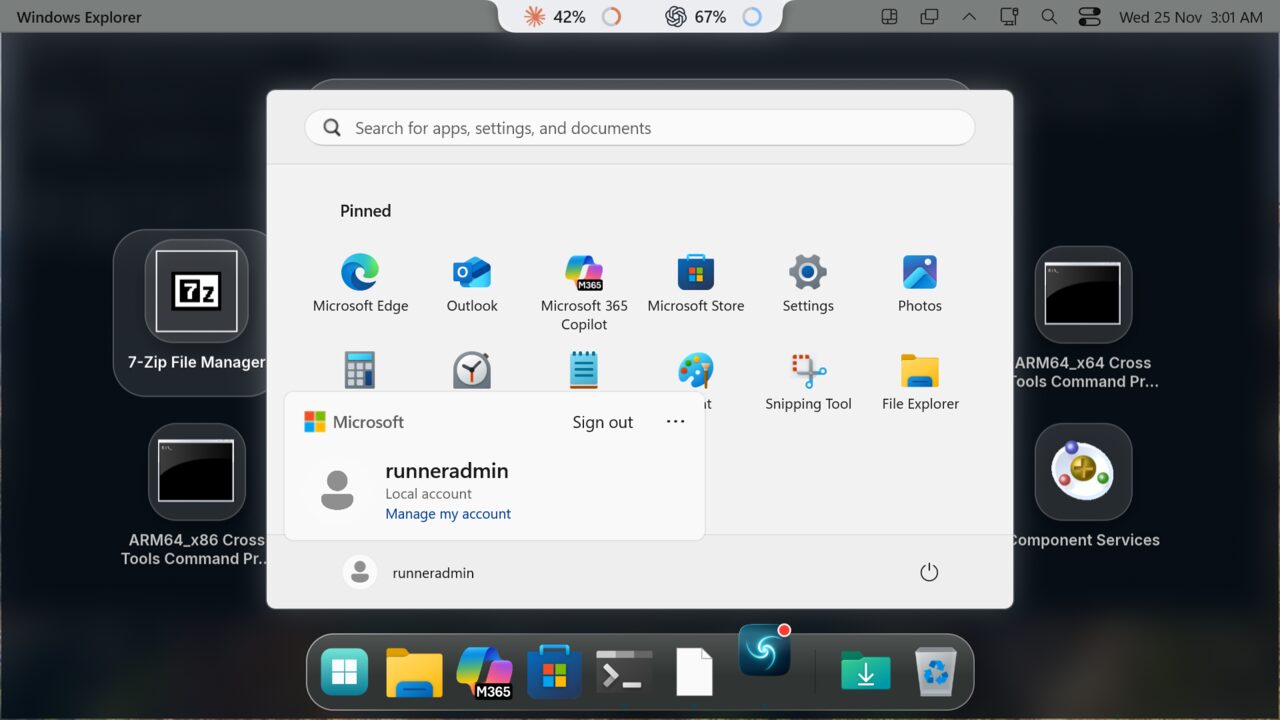 Windows Explorer
42%
67%
Wed 25 Nov 3:01 AM
Search for apps, settings, and documents
Pinned
Microsoft Edge
Outlook
Microsoft 365
Copilot
Microsoft Store
Settings
Photos
M365
Snipping Tool
File Explorer
Microsoft
Sign out
runneradmin
Local account
Manage my account
runneradmin
7z
7-Zip File Manager
ARM64_x86 Cross
Tools Command Pr...
ARM64_x64 Cross
Tools Command Pr...
Component Services
M365